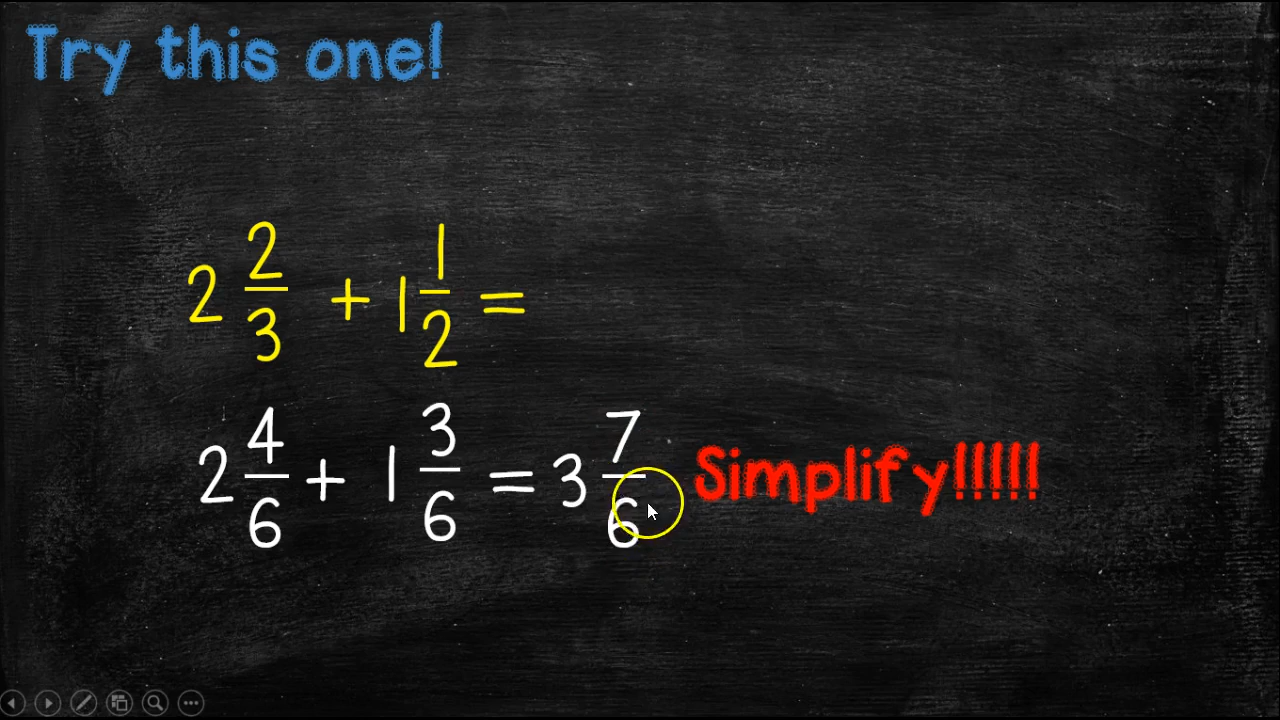 Try this one!
2 2/3 + 1 1/2 =
2 4/6 + 1 3/6 = 3 7/6 Simplify!!!!!